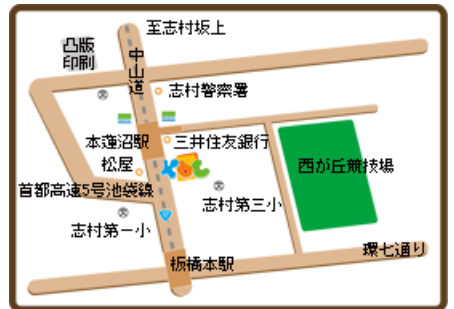 至志村坂上
凸版
印刷
中山道
志村警察署
本蓮沼駅
三井住友銀行
松屋
西が丘競技場
首都高速5号池袋線
志村第三小
志村第一小
環七通り
板橋本駅